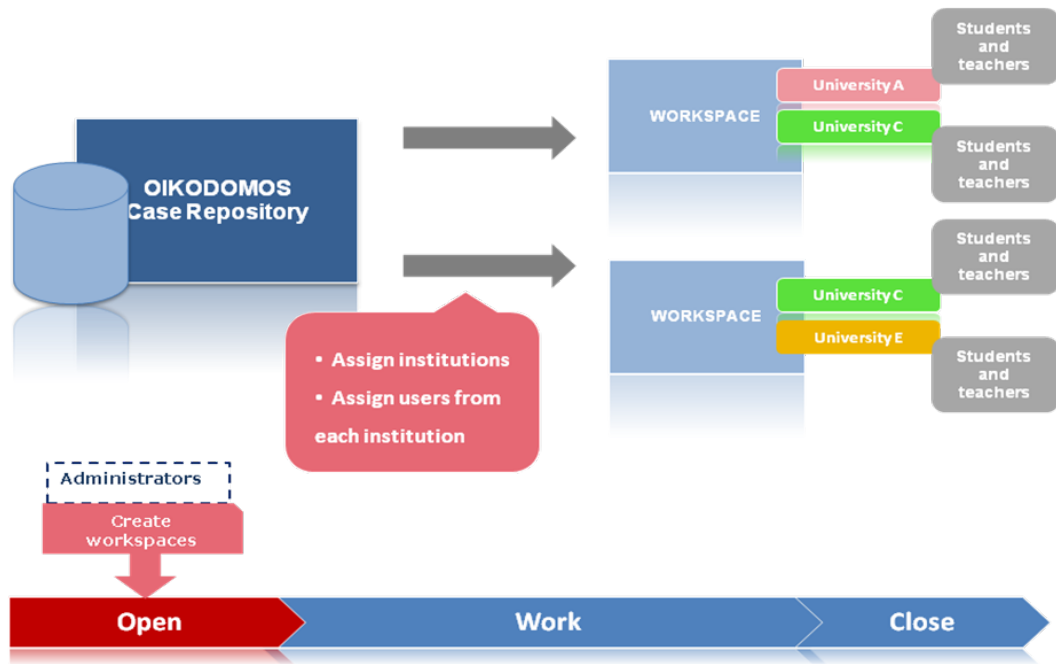 OIKODOMOS
Case Repository
WORKSPACE
University A
University C
Students
and
teachers
Students
and
teachers
WORKSPACE
University C
University E
Students
and
teachers
Students
and
teachers
• Assign institutions
• Assign users from
each institution
Administrators
Create
workspaces
Open
Work
Close